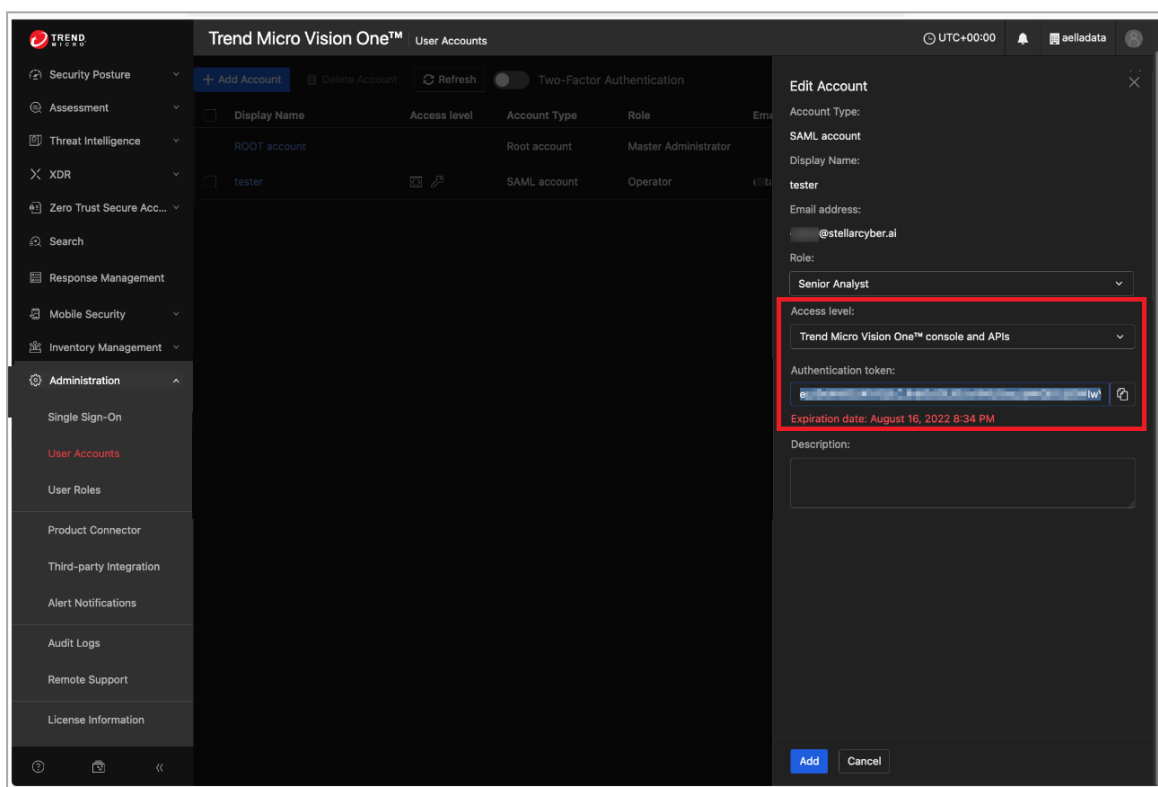 TREND
MICRO
Trend Micro Vision One™ User Accounts
UTC+00:00
aelladata
Security Posture
Assessment
Threat Intelligence
XDR
Zero Trust Secure Acc...
Search
Response Management
Mobile Security
Inventory Management
Administration
Single Sign-On
User Accounts
User Roles
Product Connector
Third-party Integration
Alert Notifications
Audit Logs
Remote Support
License Information
+ Add Account Delete Account Refresh Two-Factor Authentication
Display Name Access level Account Type Role Ema
ROOT account Root account Master Administrator
tester SAML account Operator
Edit Account
Account Type:
SAML account
Display Name:
tester
Email address:
@stellarcyber.ai
Role:
Senior Analyst
Access level:
Trend Micro Vision One™ console and APIs
Authentication token:
Expiration date: August 16, 2022 8:34 PM
Description:
Add Cancel